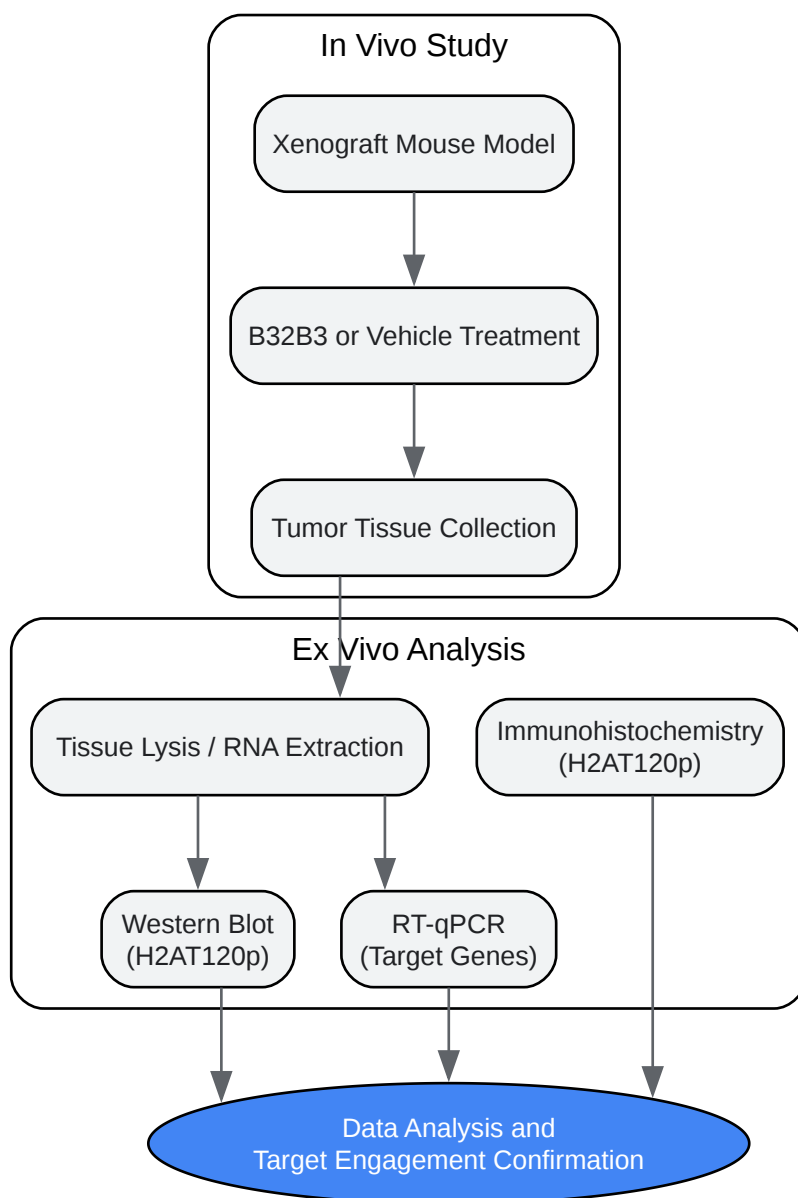 In Vivo Study
Xenograft Mouse Model
B32B3 or Vehicle Treatment
Tumor Tissue Collection
Ex Vivo Analysis
Tissue Lysis / RNA Extraction
Immunohistochemistry
(H2AT120p)
Western Blot
(H2AT120p)
RT-qPCR
(Target Genes)
Data Analysis and
Target Engagement Confirmation